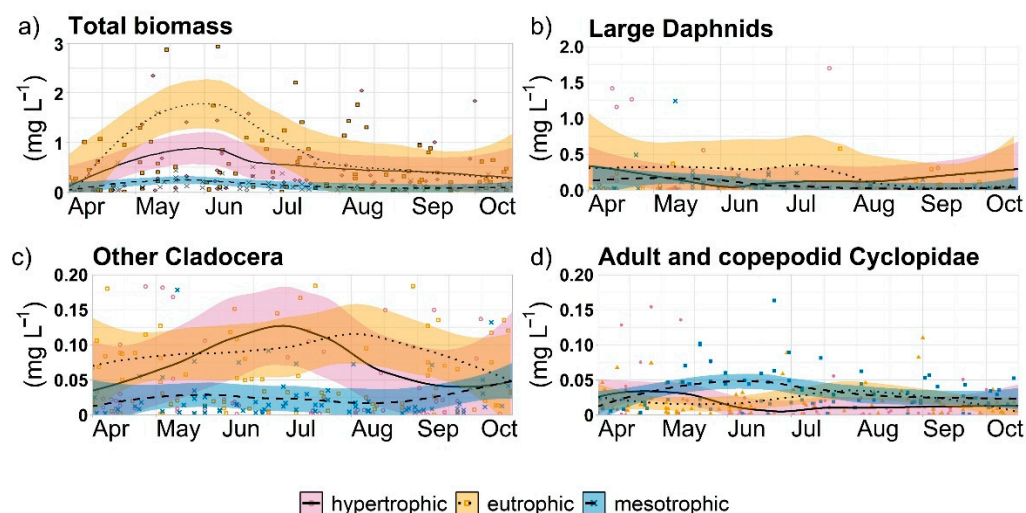 a) Total biomass
(mg L⁻¹)
3
2
1
0
Apr May Jun Jul Aug Sep Oct
b) Large Daphnids
(mg L⁻¹)
2.0
1.5
1.0
0.5
0.0
Apr May Jun Jul Aug Sep Oct
c) Other Cladocera
(mg L⁻¹)
0.20
0.15
0.10
0.05
0
Apr May Jun Jul Aug Sep Oct
d) Adult and copepodid Cyclopidae
(mg L⁻¹)
0.20
0.15
0.10
0.05
0
Apr May Jun Jul Aug Sep Oct
hypertrophic eutrophic mesotrophic